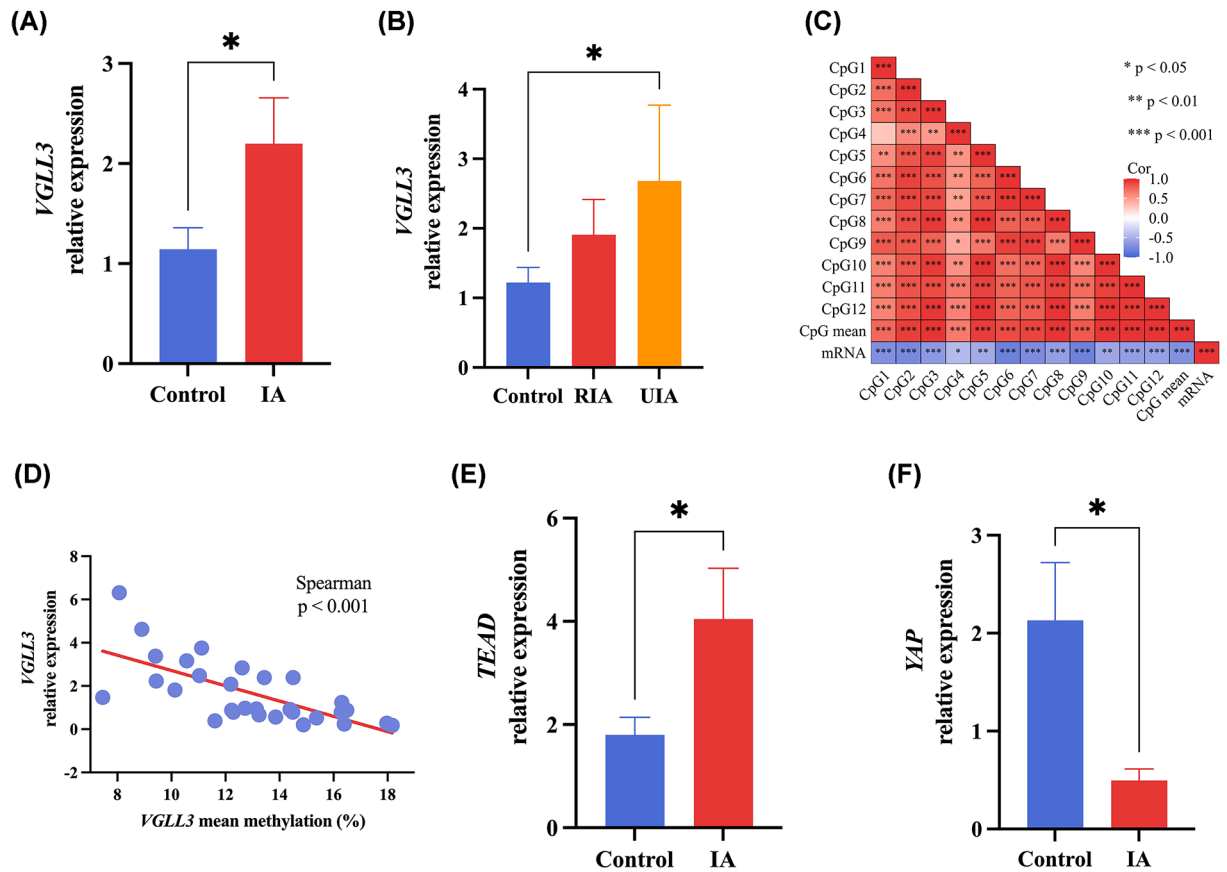 (A)
*
3
2
1
0
VGLL3
relative expression
Control IA
(B)
*
4
3
2
1
0
VGLL3
relative expression
Control RIA UIA
(C)
* p < 0.05
** p < 0.01
*** p < 0.001
Cor
1.0
0.5
0.0
-0.5
-1.0
CpG1 ***
CpG2 *** ***
CpG3 *** *** ***
CpG4 *** ** ***
CpG5 ** *** *** ** ***
CpG6 *** *** *** ** *** ***
CpG7 *** *** *** ** *** *** ***
CpG8 *** *** *** ** *** *** *** ***
CpG9 *** *** *** * *** *** *** *** ***
CpG10 *** *** *** ** *** *** *** *** *** ***
CpG11 *** *** *** *** *** *** *** *** *** *** ***
CpG12 *** *** *** *** *** *** *** *** *** *** *** ***
CpG mean *** *** *** *** *** *** *** *** *** *** *** *** ***
mRNA *** *** *** * ** *** *** *** *** ** *** *** *** ***
CpG1 CpG2 CpG3 CpG4 CpG5 CpG6 CpG7 CpG8 CpG9 CpG10 CpG11 CpG12 CpG mean mRNA
(D)
Spearman
p < 0.001
8
6
4
2
0
-2
VGLL3
relative expression
8 10 12 14 16 18
VGLL3 mean methylation (%)
(E)
*
6
4
2
0
TEAD
relative expression
Control IA
(F)
*
3
2
1
0
YAP
relative expression
Control IA